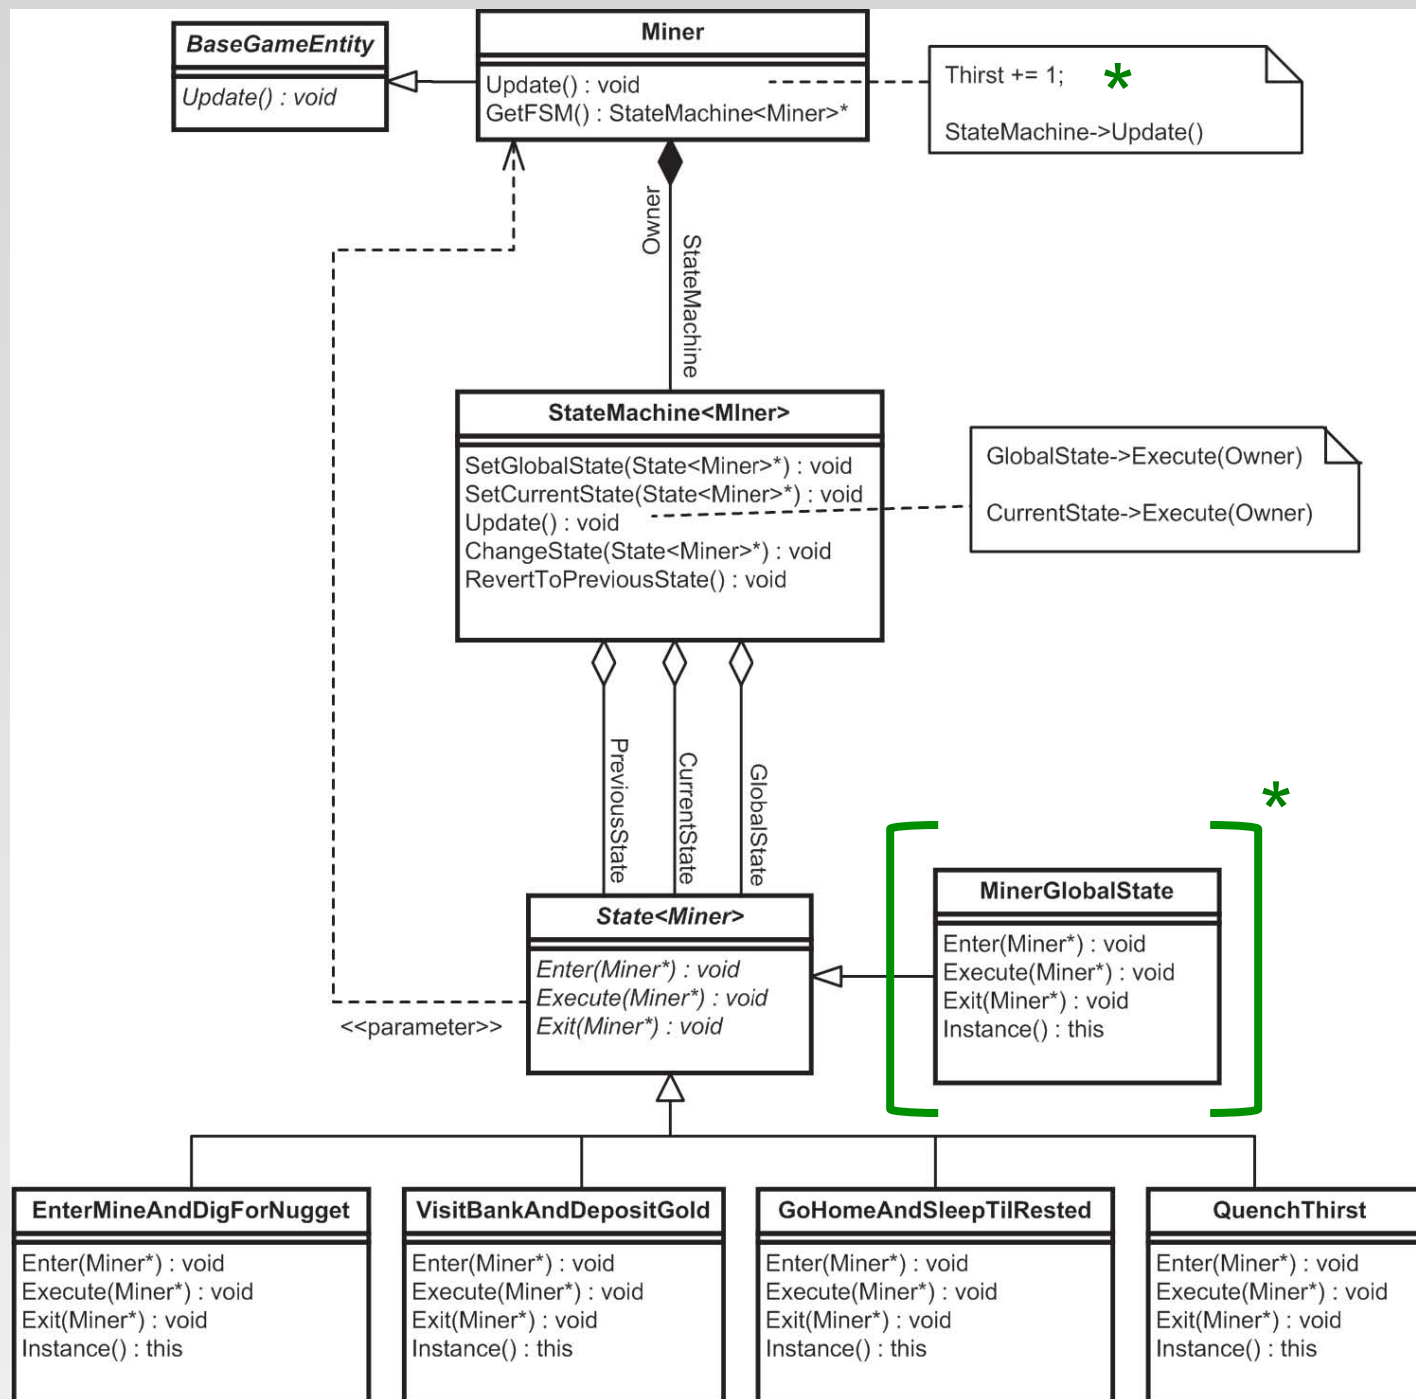 BaseGameEntity
Update() : void
Miner
Update() : void
GetFSM() : StateMachine<Miner>*
Thirst += 1; *
StateMachine->Update()
Owner
StateMachine
StateMachine<MIner>
SetGlobalState(State<Miner>*) : void
SetCurrentState(State<Miner>*) : void
Update() : void
ChangeState(State<Miner>*) : void
RevertToPreviousState() : void
GlobalState->Execute(Owner)
CurrentState->Execute(Owner)
PreviousState
CurrentState
GlobalState
*
State<Miner>
Enter(Miner*) : void
Execute(Miner*) : void
Exit(Miner*) : void
<<parameter>>
MinerGlobalState
Enter(Miner*) : void
Execute(Miner*) : void
Exit(Miner*) : void
Instance() : this
EnterMineAndDigForNugget
Enter(Miner*) : void
Execute(Miner*) : void
Exit(Miner*) : void
Instance() : this
VisitBankAndDepositGold
Enter(Miner*) : void
Execute(Miner*) : void
Exit(Miner*) : void
Instance() : this
GoHomeAndSleepTilRested
Enter(Miner*) : void
Execute(Miner*) : void
Exit(Miner*) : void
Instance() : this
QuenchThirst
Enter(Miner*) : void
Execute(Miner*) : void
Exit(Miner*) : void
Instance() : this